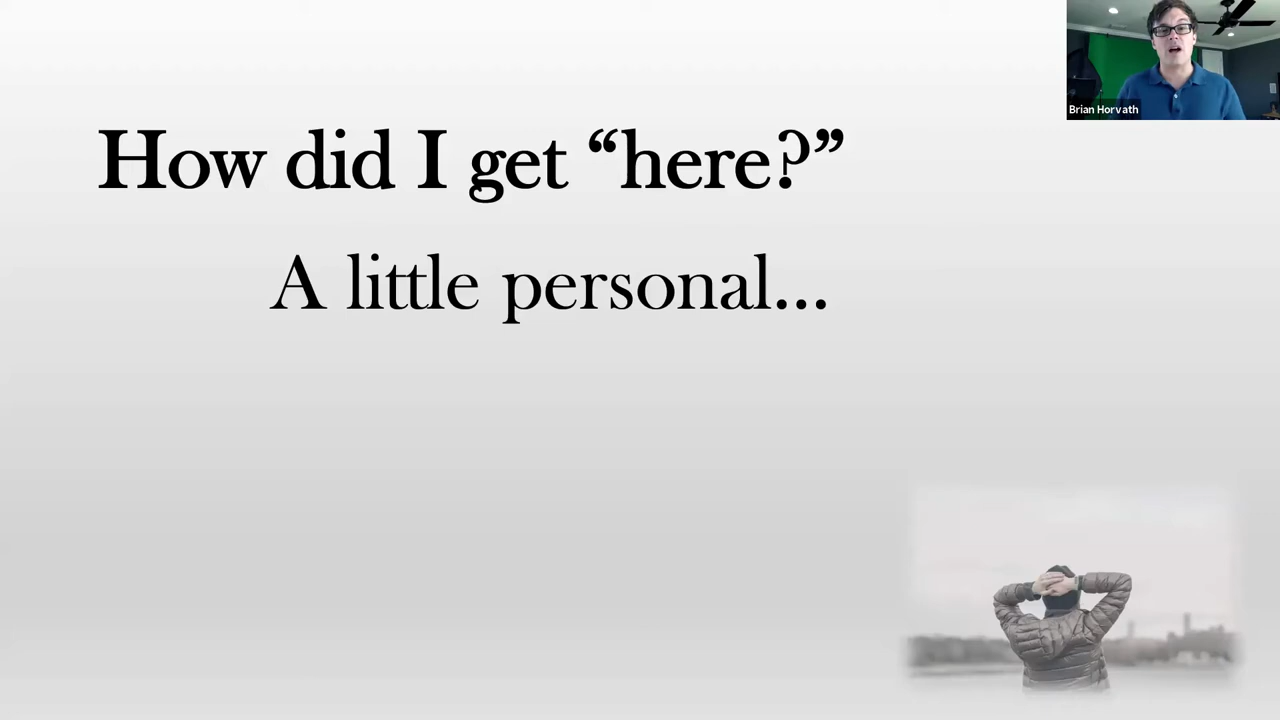 How did I get “here?”
A little personal...
Brian Horvath